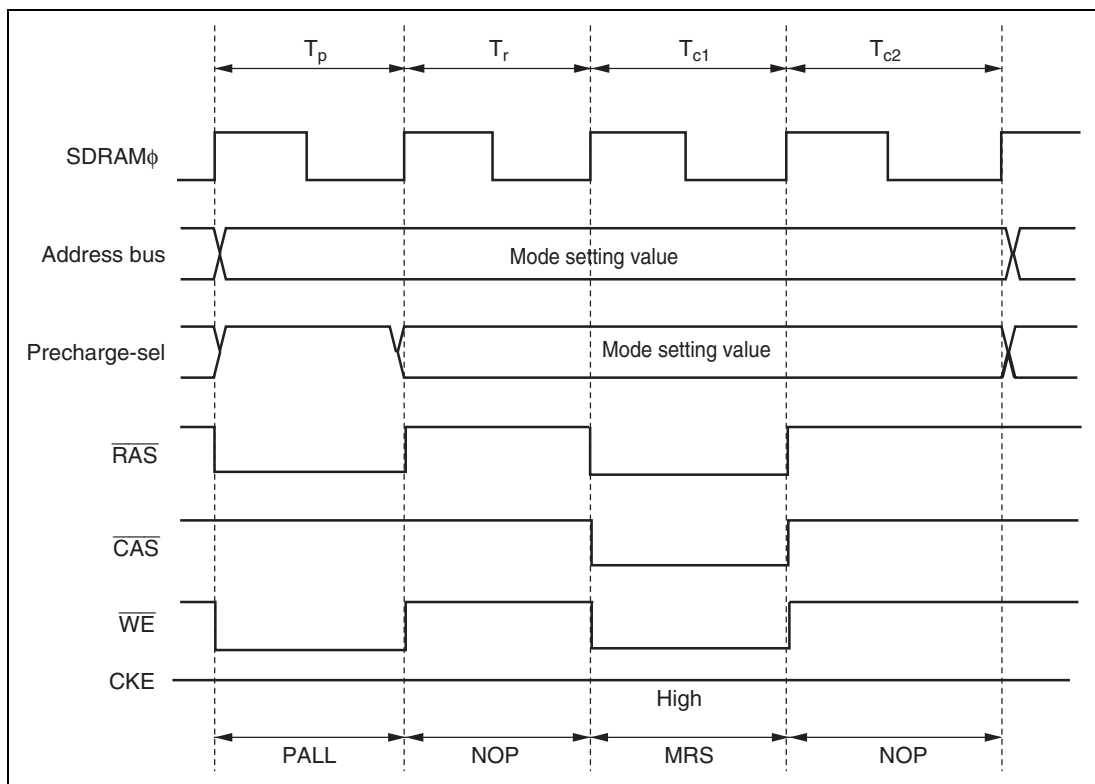 Tp Tr Tc1 Tc2
SDRAMφ
Address bus Mode setting value
Precharge-sel Mode setting value
RAS
CAS
WE
CKE
High
PALL NOP MRS NOP